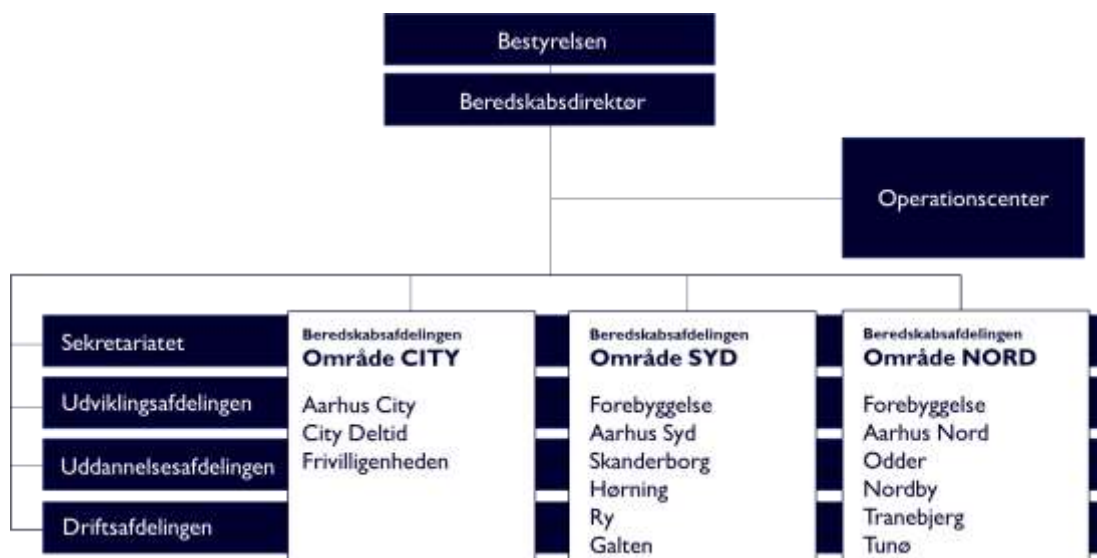 Bestyrelsen
Beredskabsdirektør
Operationscenter
Sekretariatet
Udviklingsafdelingen
Uddannelsesafdelingen
Driftsafdelingen
Beredskabsafdelingen
Område CITY
Aarhus City
City Deltid
Frivilligenheden
Beredskabsafdelingen
Område SYD
Forebyggelse
Aarhus Syd
Skanderborg
Hørning
Ry
Galten
Beredskabsafdelingen
Område NORD
Forebyggelse
Aarhus Nord
Odder
Nordby
Tranebjerg
Tunø